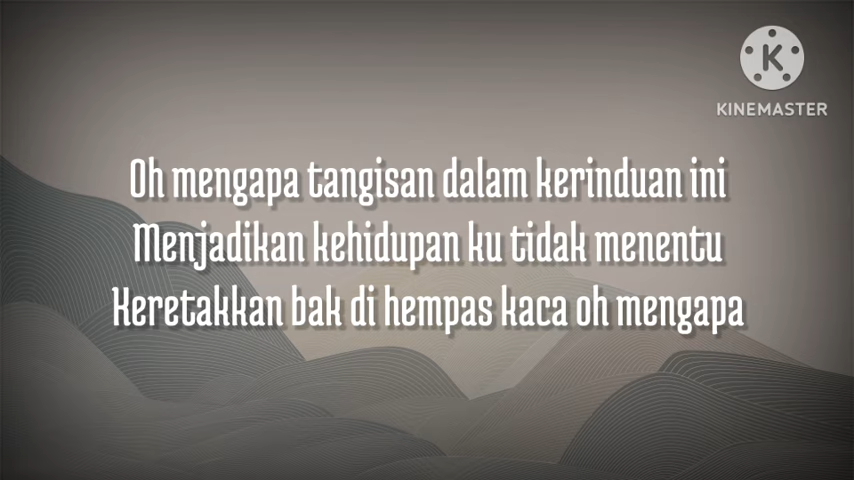 KINEMASTER
Oh mengapa tangisan dalam kerinduan ini
Menjadikan kehidupan ku tidak menentu
Keretakkan bak di hempas kaca oh mengapa